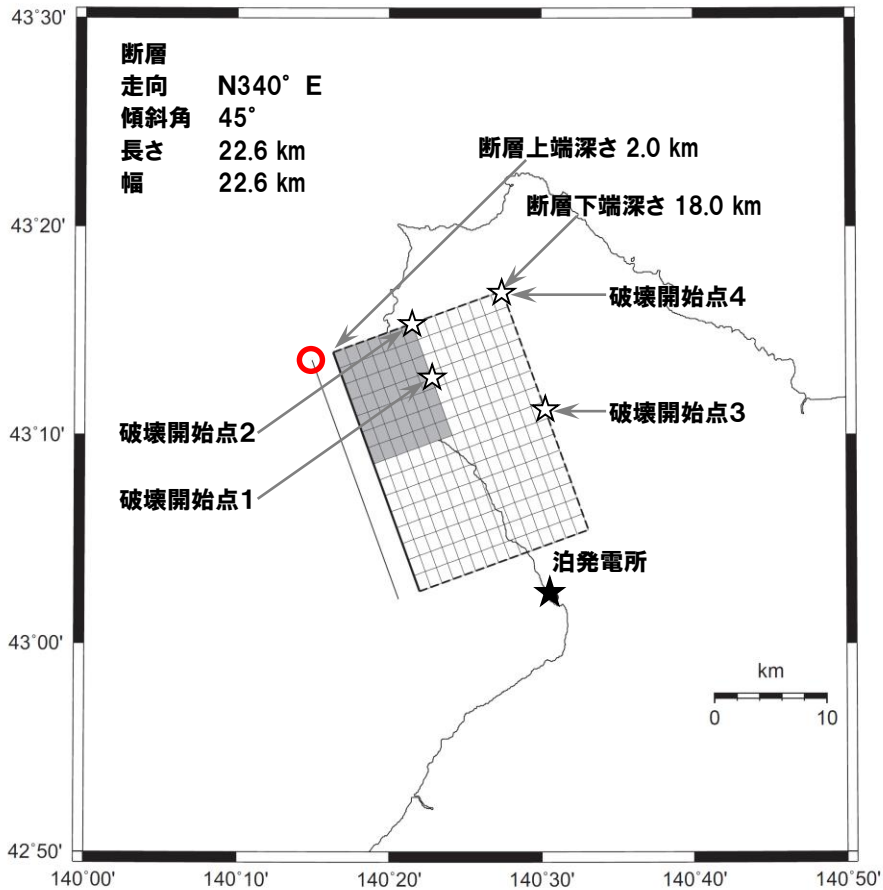 43°30'
断層
走向 N340° E
傾斜角 45°
長さ 22.6 km
幅 22.6 km
断層上端深さ 2.0 km
断層下端深さ 18.0 km
43°20'
破壊開始点4
破壊開始点3
破壊開始点2
43°10'
破壊開始点1
泊発電所
43°00'
km
0 10
42°50'
140°00' 140°10' 140°20' 140°30' 140°40' 140°50'